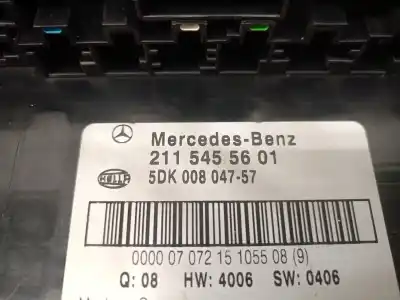 Mercedes-Benz
211 545 56 01
HELLA
5DK 008 047-57
0000 07 072 15 1055 08 (9)
Q: 08 HW: 4006 SW: 0406